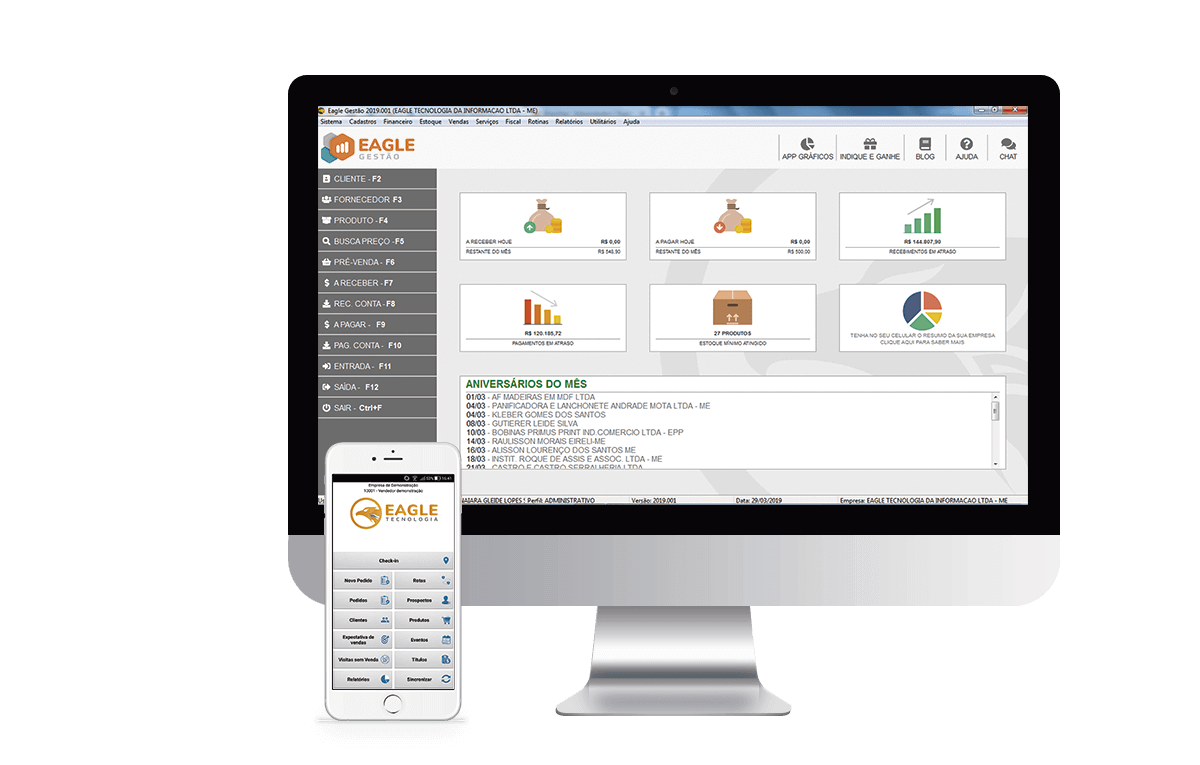 Eagle Gestão 2019.001 (EAGLE TECNOLOGIA DA INFORMACAO LTDA - ME)
Sistema Cadastros Financeiro Estoque Vendas Serviços Fiscal Rotinas Relatórios Utilitários Ajuda
EAGLE
GESTÃO
APP GRÁFICOS INDIQUE E GANHE BLOG AJUDA CHAT
CLIENTE - F2
FORNECEDOR F3
PRODUTO - F4
BUSCA PREÇO - F5
PRÉ-VENDA - F6
A RECEBER - F7
REC. CONTA - F8
A PAGAR - F9
PAG. CONTA - F10
ENTRADA - F11
SAÍDA - F12
SAIR - Ctrl+F
A RECEBER HOJE R$ 0,00
RESTANTE DO MÊS R$ 548,90
A PAGAR HOJE R$ 0,00
RESTANTE DO MÊS R$ 500,00
R$ 144.807,90
RECEBIMENTOS EM ATRASO
R$ 120.185,72
PAGAMENTOS EM ATRASO
27 PRODUTOS
ESTOQUE MÍNIMO ATINGIDO
TENHA NO SEU CELULAR O RESUMO DA SUA EMPRESA
CLIQUE AQUI PARA SABER MAIS
ANIVERSÁRIOS DO MÊS
01/03 - AF MADEIRAS EM MDF LTDA
04/03 - PANIFICADORA E LANCHONETE ANDRADE MOTA LTDA - ME
04/03 - KLEBER GOMES DOS SANTOS
08/03 - GUTIERER LEIDE SILVA
10/03 - BOBINAS PRIMUS PRINT IND.COMERCIO LTDA - EPP
14/03 - RAULISSON MORAIS EIRELI-ME
16/03 - ALISSON LOURENÇO DOS SANTOS ME
18/03 - INSTIT. ROQUE DE ASSIS E ASSOC. LTDA - ME
21/03 - CASTRO E CASTRO SERRALHERIA LTDA
NAIARA GLEIDE LOPES S Perfil: ADMINISTRATIVO Versão: 2019.001 Data: 29/03/2019 Empresa: EAGLE TECNOLOGIA DA INFORMACAO LTDA - ME
Empresa de Demonstração
10001 - Vendedor demonstração
EAGLE
TECNOLOGIA
Check-in
Novo Pedido Rotas
Pedidos Prospectos
Clientes Produtos
Expectativa de vendas Eventos
Visitas sem Venda Títulos
Relatórios Sincronizar